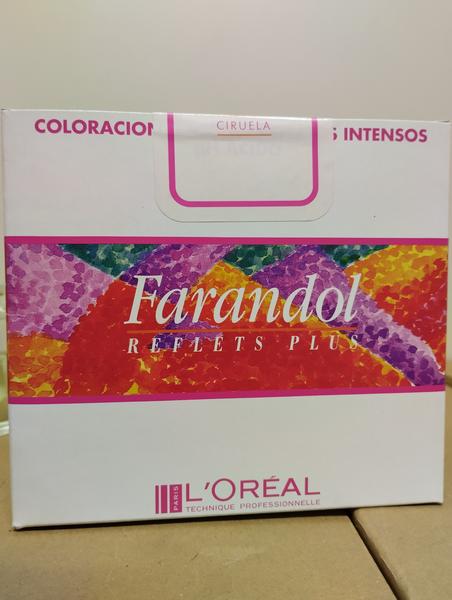 CIRUELA
COLORACION INTENSOS
Farandol
REFLETS PLUS
PARIS
L'ORÉAL
TECHNIQUE PROFESSIONNELLE